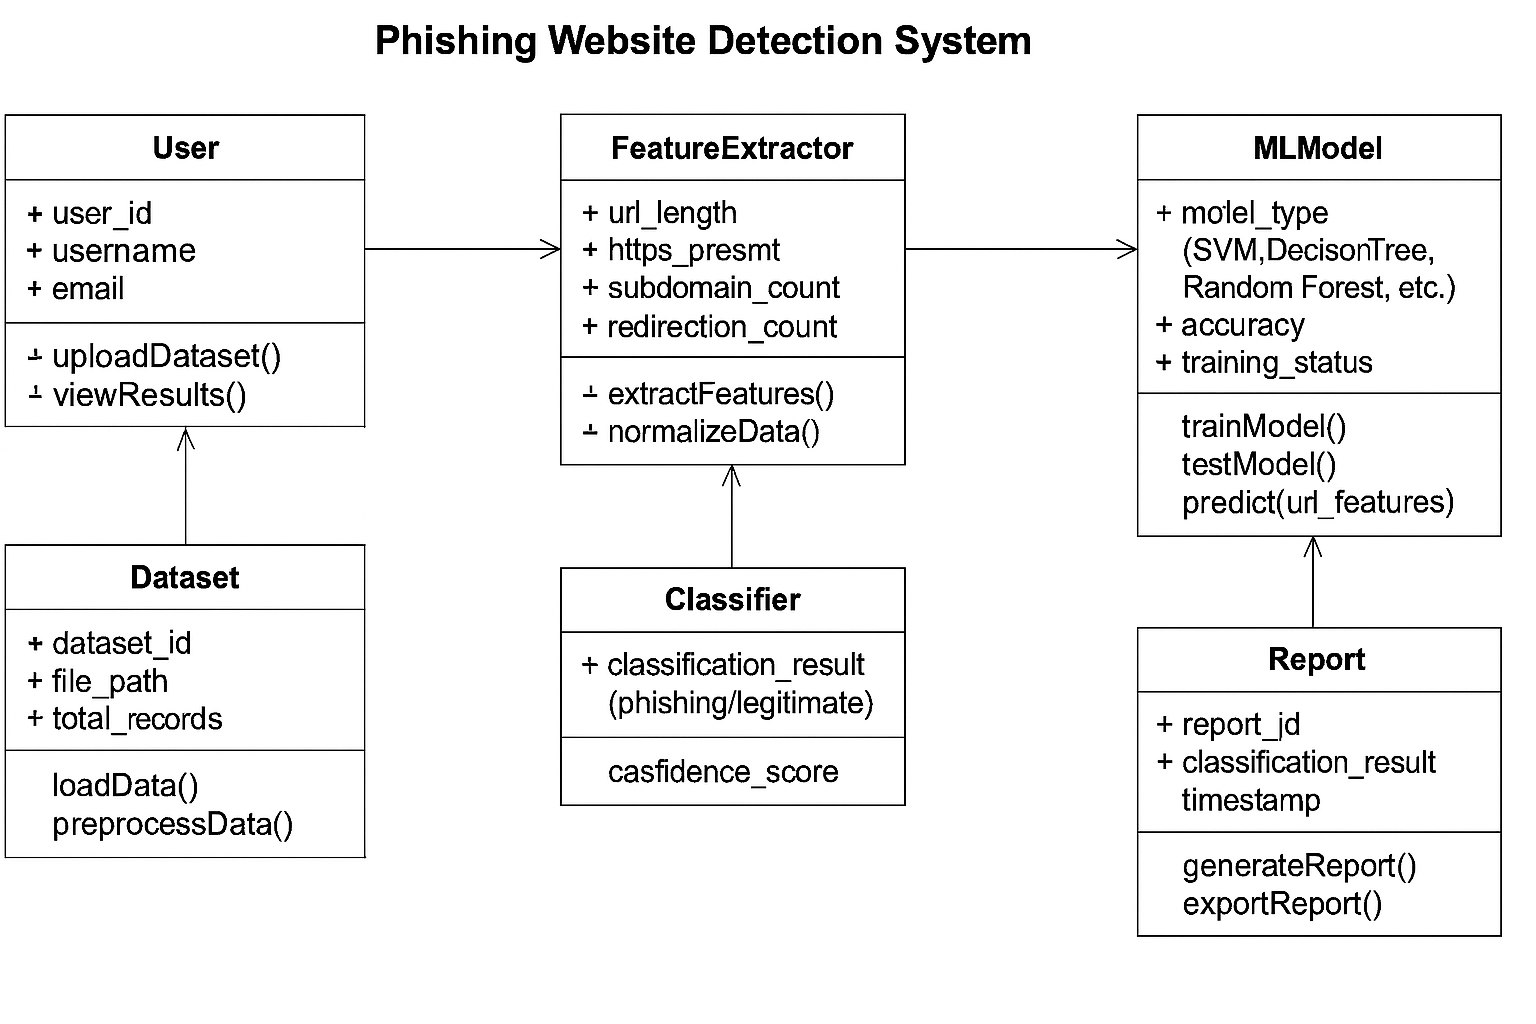 Phishing Website Detection System
User
+ user_id
+ username
+ email
+ uploadDataset()
+ viewResults()
FeatureExtractor
+ url_length
+ https_presmt
+ subdomain_count
+ redirection_count
+ extractFeatures()
+ normalizeData()
MLModel
+ molel_type
(SVM,DecisonTree,
Random Forest, etc.)
+ accuracy
+ training_status
trainModel()
testModel()
predict(url_features)
Dataset
+ dataset_id
+ file_path
+ total_records
loadData()
preprocessData()
Classifier
+ classification_result
(phishing/legitimate)
casfidence_score
Report
+ report_jd
+ classification_result
timestamp
generateReport()
exportReport()